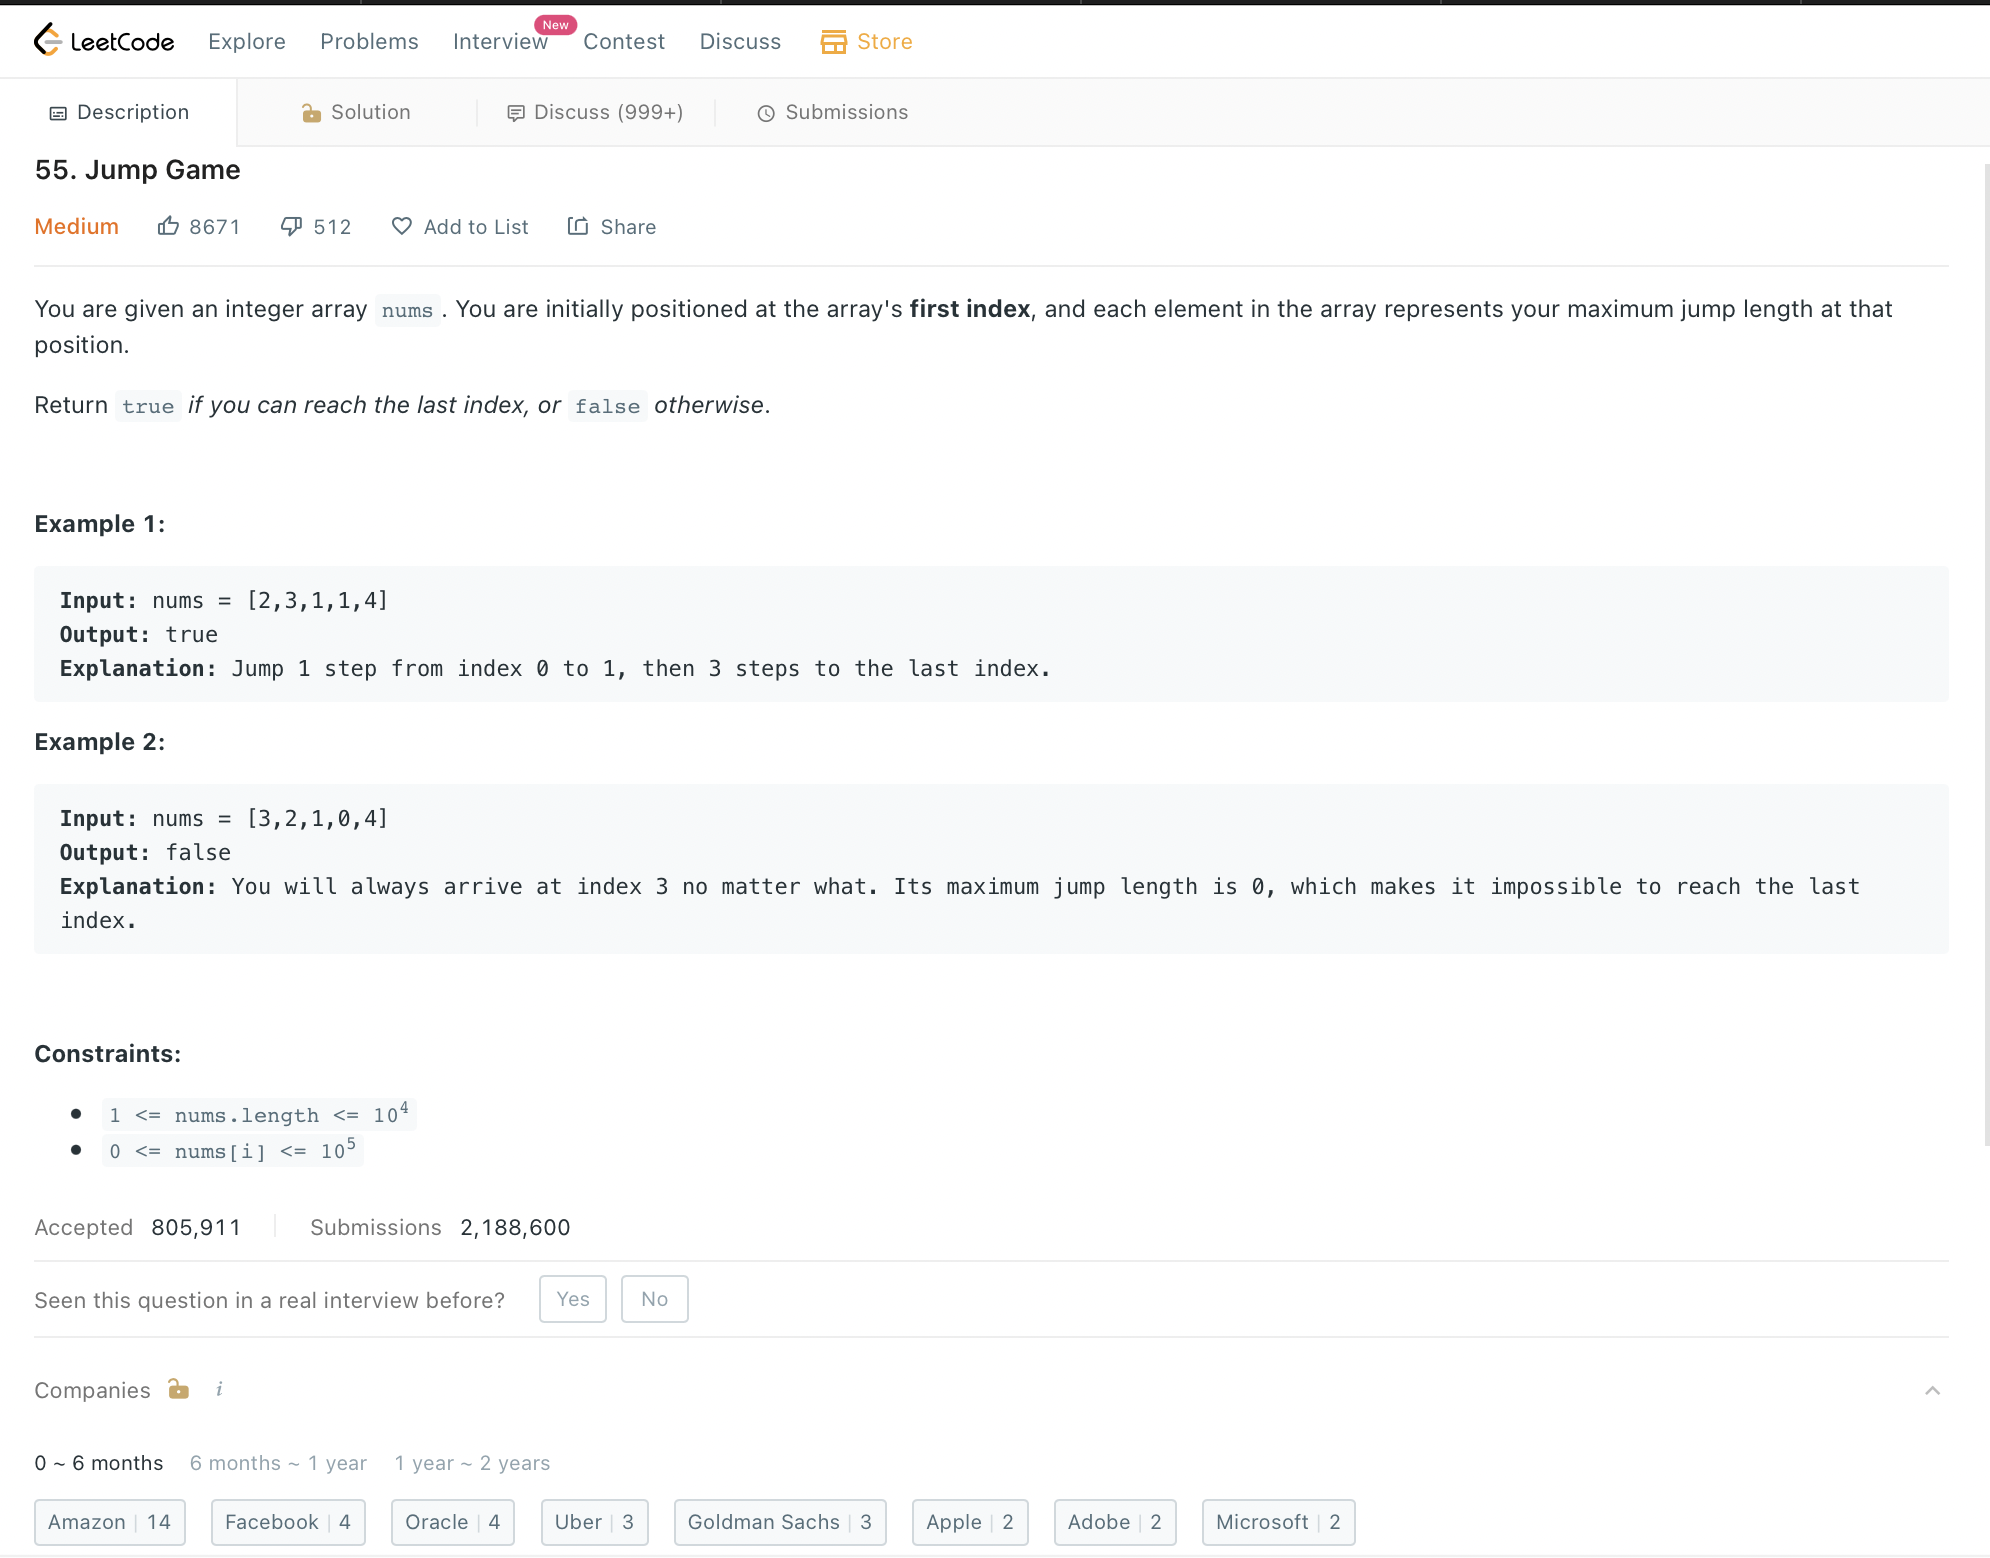 LeetCode Explore Problems Interview New Contest Discuss Store
Description Solution Discuss (999+) Submissions
55. Jump Game
Medium 8671 512 Add to List Share
You are given an integer array nums . You are initially positioned at the array's first index, and each element in the array represents your maximum jump length at that
position.
Return true if you can reach the last index, or false otherwise.
Example 1:
Input: nums = [2,3,1,1,4]
Output: true
Explanation: Jump 1 step from index 0 to 1, then 3 steps to the last index.
Example 2:
Input: nums = [3,2,1,0,4]
Output: false
Explanation: You will always arrive at index 3 no matter what. Its maximum jump length is 0, which makes it impossible to reach the last
index.
Constraints:
• 1 <= nums.length <= 10⁴
• 0 <= nums[i] <= 10⁵
Accepted 805,911 Submissions 2,188,600
Seen this question in a real interview before? Yes No
Companies i
0 ~ 6 months 6 months ~ 1 year 1 year ~ 2 years
Amazon | 14 Facebook | 4 Oracle | 4 Uber | 3 Goldman Sachs | 3 Apple | 2 Adobe | 2 Microsoft | 2